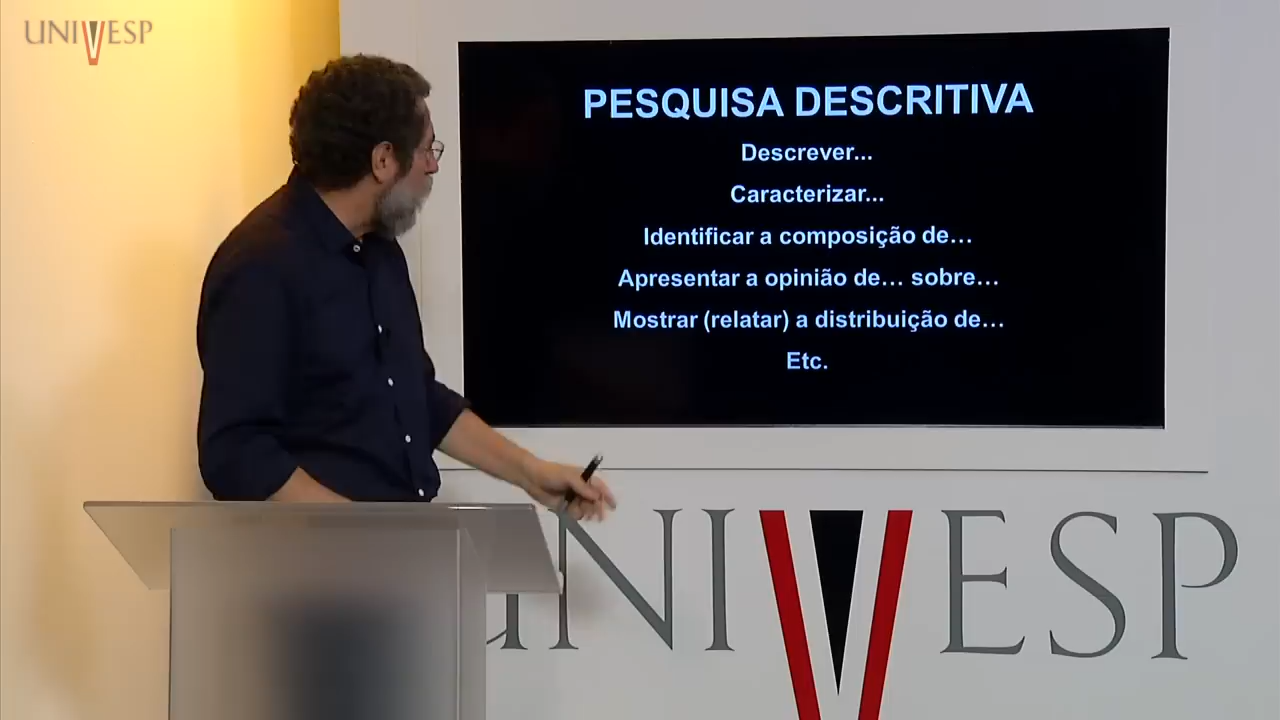 UNIVESP
PESQUISA DESCRITIVA
Descrever...
Caracterizar...
Identificar a composição de...
Apresentar a opinião de... sobre...
Mostrar (relatar) a distribuição de...
Etc.
UNIVESP